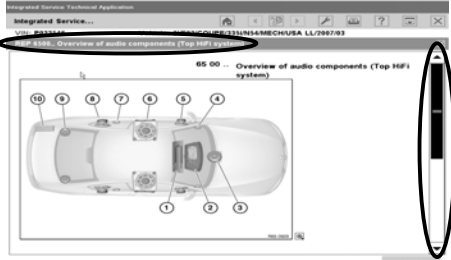 Integrated Service Technical Application
Integrated Service...
REP 6500.. Overview of audio components (Top HiFi system)
65 00 .. Overview of audio components (Top HiFi
system)
10 9 8 7 6 5 4
1 2 3